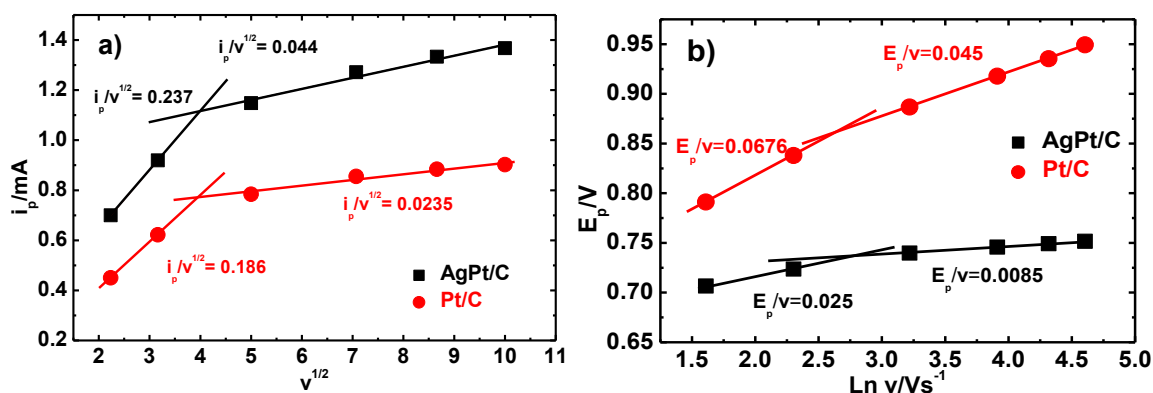 a)
i_p/v^1/2 = 0.044
i_p/v^1/2 = 0.237
i_p/v^1/2 = 0.0235
i_p/v^1/2 = 0.186
AgPt/C
Pt/C
i_p/mA
1.4
1.2
1.0
0.8
0.6
0.4
0.2
2 3 4 5 6 7 8 9 10 11
v^1/2
b)
E_p/v=0.045
E_p/v=0.0676
AgPt/C
Pt/C
E_p/v=0.0085
E_p/v=0.025
E_p/V
0.95
0.90
0.85
0.80
0.75
0.70
0.65
1.5 2.0 2.5 3.0 3.5 4.0 4.5 5.0
Ln v/Vs^-1